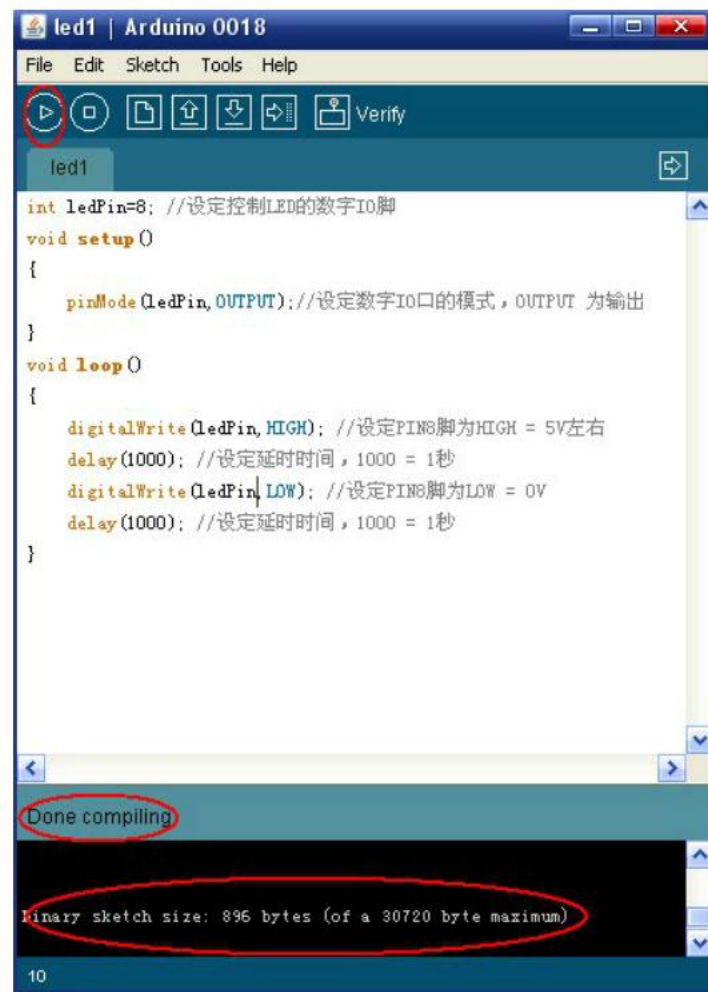 led1 | Arduino 0018
File Edit Sketch Tools Help
Verify
led1
int ledPin=8; //设定控制LED的数字IO脚
void setup()
{
pinMode(ledPin,OUTPUT);//设定数字IO口的模式，OUTPUT 为输出
}
void loop()
{
digitalWrite(ledPin,HIGH); //设定PIN8脚为HIGH = 5V左右
delay(1000); //设定延时时间，1000 = 1秒
digitalWrite(ledPin,LOW); //设定PIN8脚为LOW = 0V
delay(1000); //设定延时时间，1000 = 1秒
}
Done compiling
Binary sketch size: 896 bytes (of a 30720 byte maximum)
10